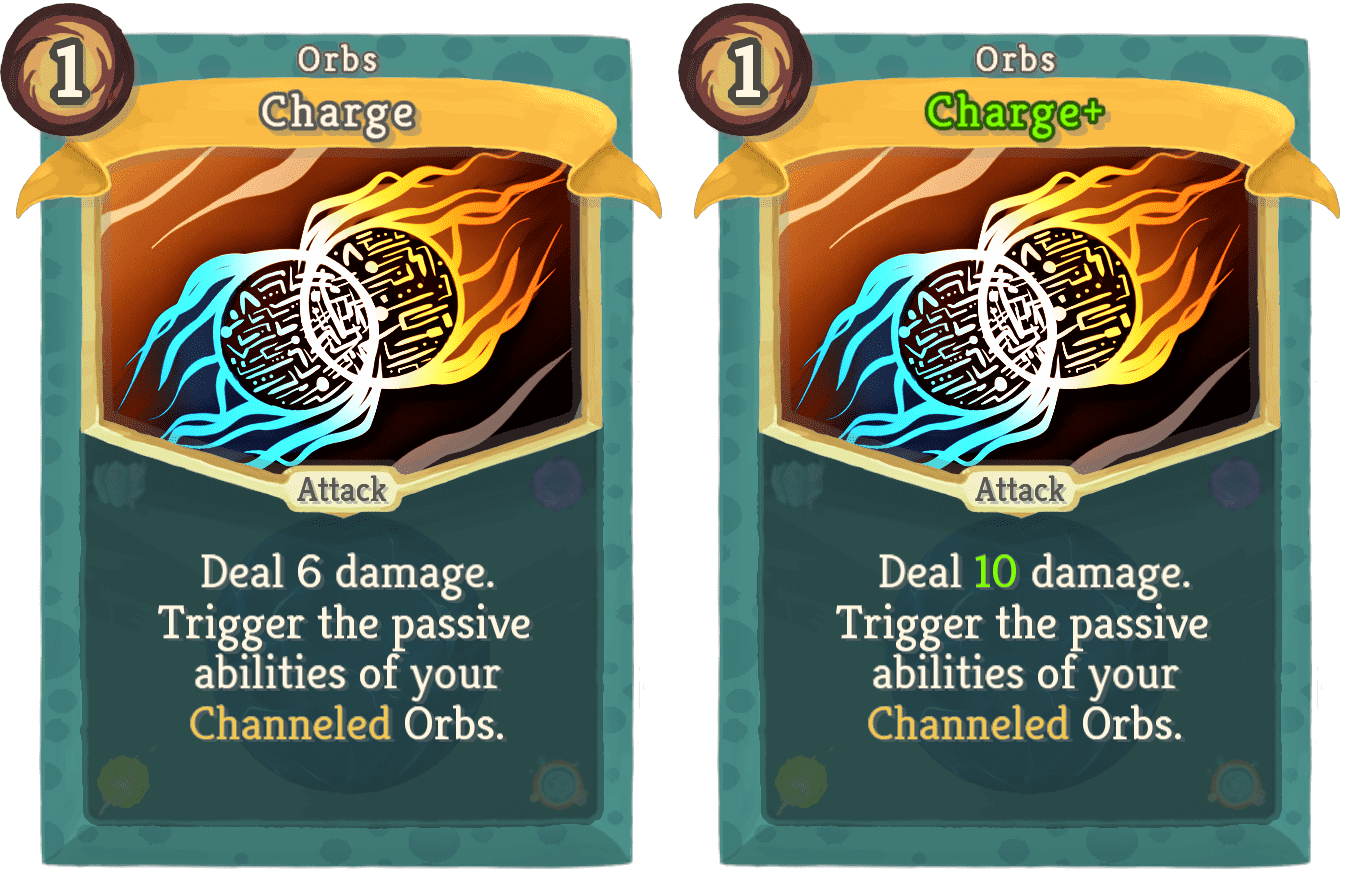 1
Orbs
Charge
Attack
Deal 6 damage.
Trigger the passive
abilities of your
Channeled Orbs.
1
Orbs
Charge+
Attack
Deal 10 damage.
Trigger the passive
abilities of your
Channeled Orbs.